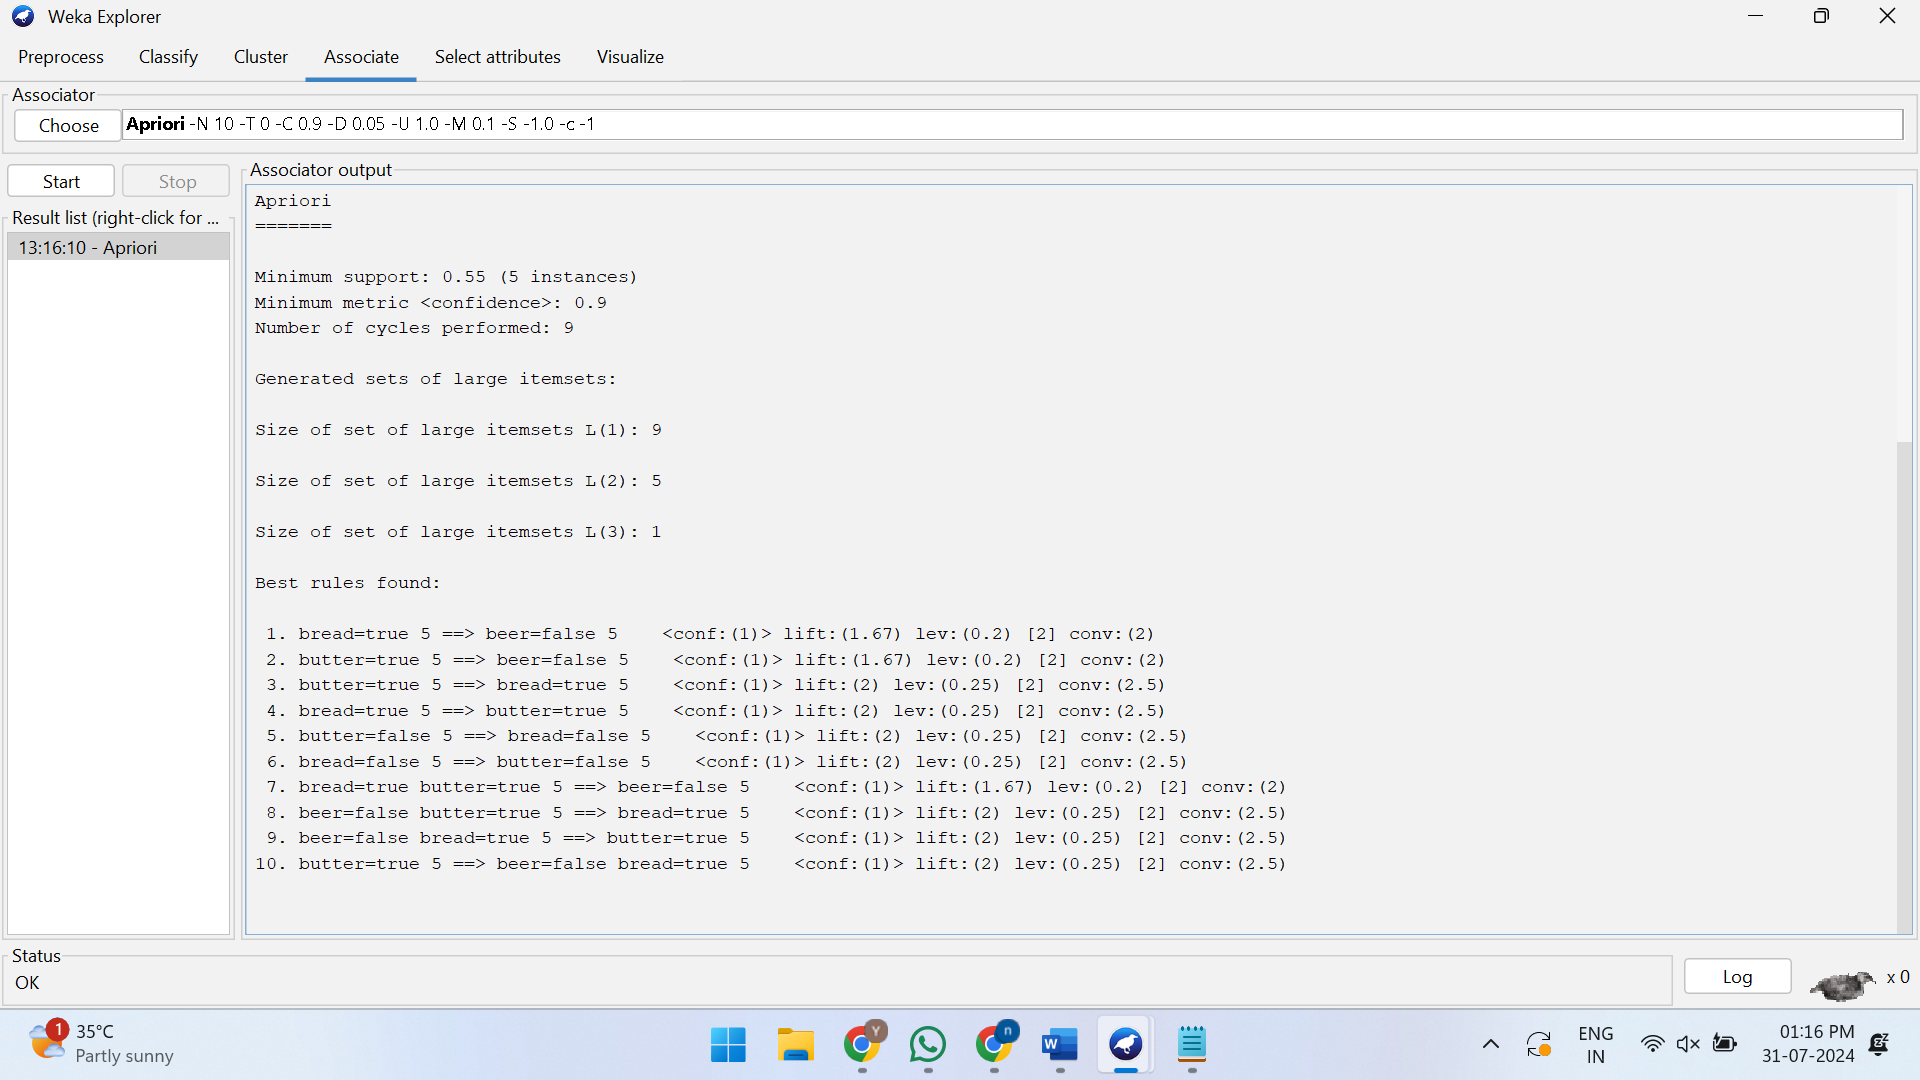 Weka Explorer
Preprocess Classify Cluster Associate Select attributes Visualize
Associator
Choose Apriori -N 10 -T 0 -C 0.9 -D 0.05 -U 1.0 -M 0.1 -S -1.0 -c -1
Start Stop
Result list (right-click for ...
13:16:10 - Apriori
Associator output
Apriori
=======
Minimum support: 0.55 (5 instances)
Minimum metric <confidence>: 0.9
Number of cycles performed: 9
Generated sets of large itemsets:
Size of set of large itemsets L(1): 9
Size of set of large itemsets L(2): 5
Size of set of large itemsets L(3): 1
Best rules found:
1. bread=true 5 ==> beer=false 5    <conf:(1)> lift:(1.67) lev:(0.2) [2] conv:(2)
2. butter=true 5 ==> beer=false 5    <conf:(1)> lift:(1.67) lev:(0.2) [2] conv:(2)
3. butter=true 5 ==> bread=true 5    <conf:(1)> lift:(2) lev:(0.25) [2] conv:(2.5)
4. bread=true 5 ==> butter=true 5    <conf:(1)> lift:(2) lev:(0.25) [2] conv:(2.5)
5. butter=false 5 ==> bread=false 5    <conf:(1)> lift:(2) lev:(0.25) [2] conv:(2.5)
6. bread=false 5 ==> butter=false 5    <conf:(1)> lift:(2) lev:(0.25) [2] conv:(2.5)
7. bread=true butter=true 5 ==> beer=false 5    <conf:(1)> lift:(1.67) lev:(0.2) [2] conv:(2)
8. beer=false butter=true 5 ==> bread=true 5    <conf:(1)> lift:(2) lev:(0.25) [2] conv:(2.5)
9. beer=false bread=true 5 ==> butter=true 5    <conf:(1)> lift:(2) lev:(0.25) [2] conv:(2.5)
10. butter=true 5 ==> beer=false bread=true 5    <conf:(1)> lift:(2) lev:(0.25) [2] conv:(2.5)
Status
OK
Log
x 0
1
35°C
Partly sunny
Y
n
W
ENG
IN
01:16 PM
31-07-2024